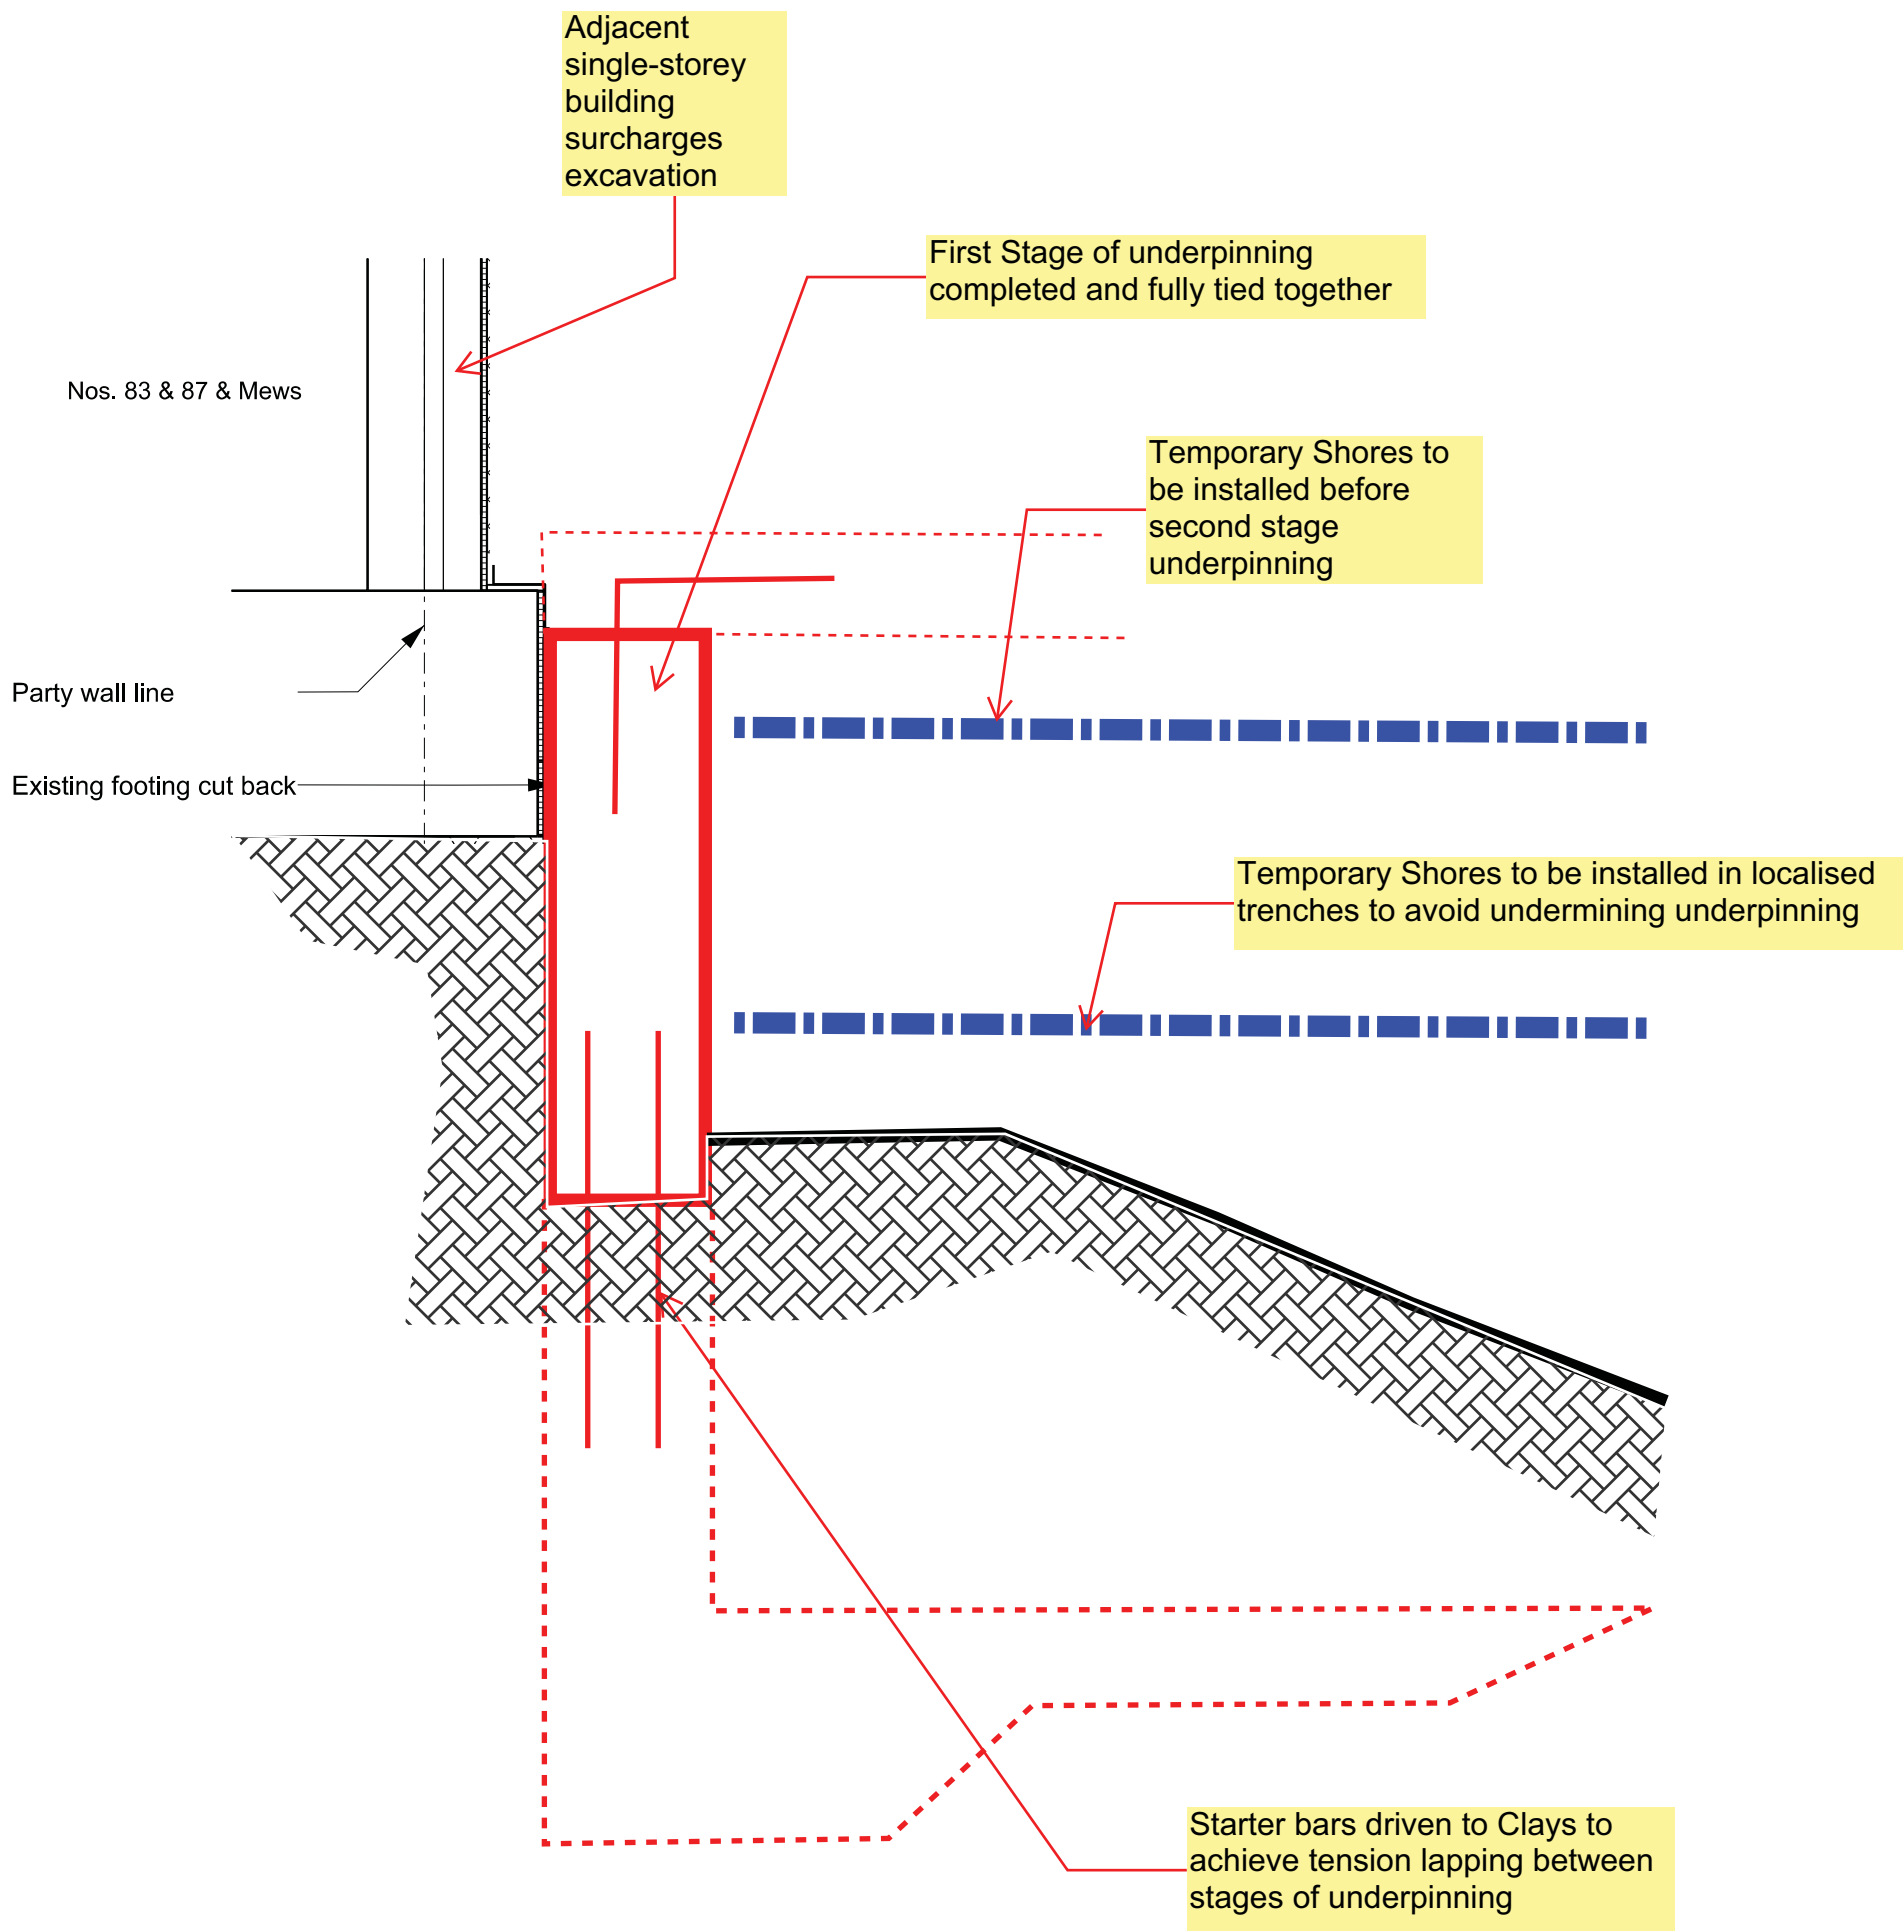 Adjacent
single-storey
building
surcharges
excavation
First Stage of underpinning
completed and fully tied together
Nos. 83 & 87 & Mews
Temporary Shores to
be installed before
second stage
underpinning
Party wall line
Existing footing cut back
Temporary Shores to be installed in localised
trenches to avoid undermining underpinning
Starter bars driven to Clays to
achieve tension lapping between
stages of underpinning